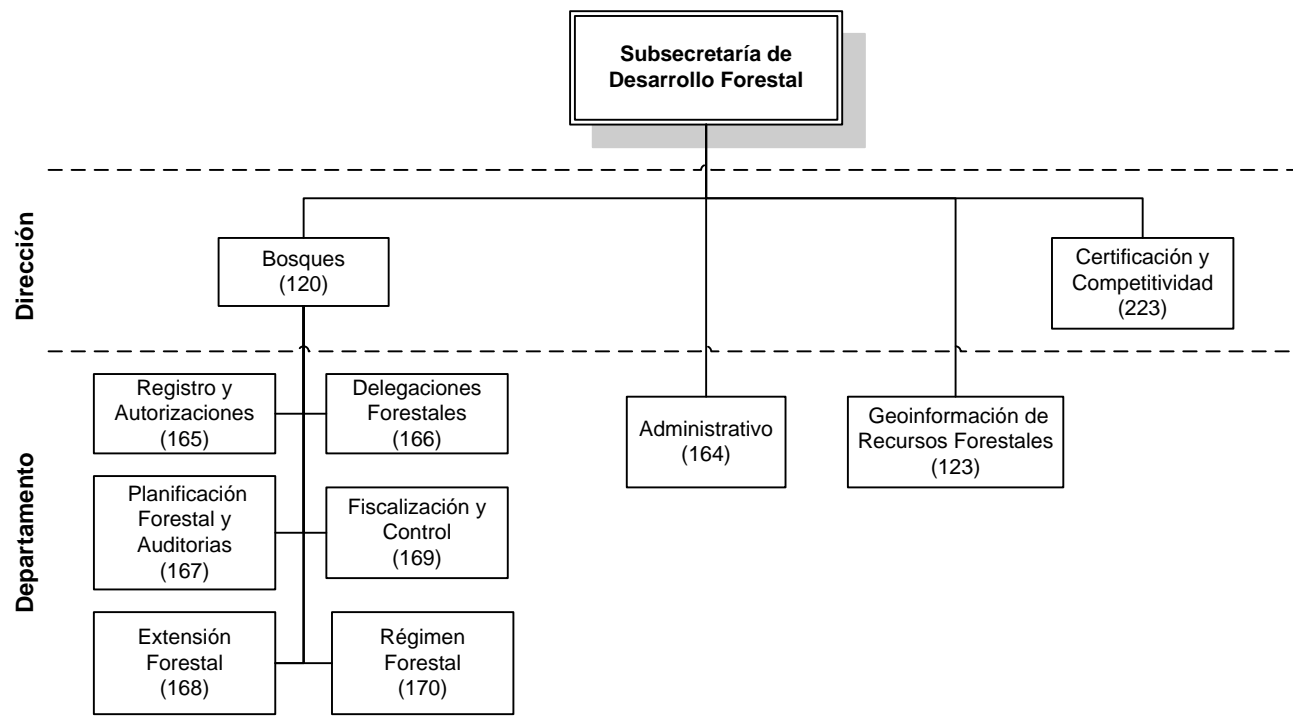 Subsecretaría de
Desarrollo Forestal
Dirección
Bosques
(120)
Certificación y
Competitividad
(223)
Departamento
Registro y
Autorizaciones
(165)
Delegaciones
Forestales
(166)
Administrativo
(164)
Geoinformación de
Recursos Forestales
(123)
Planificación
Forestal y
Auditorias
(167)
Fiscalización y
Control
(169)
Extensión
Forestal
(168)
Régimen
Forestal
(170)